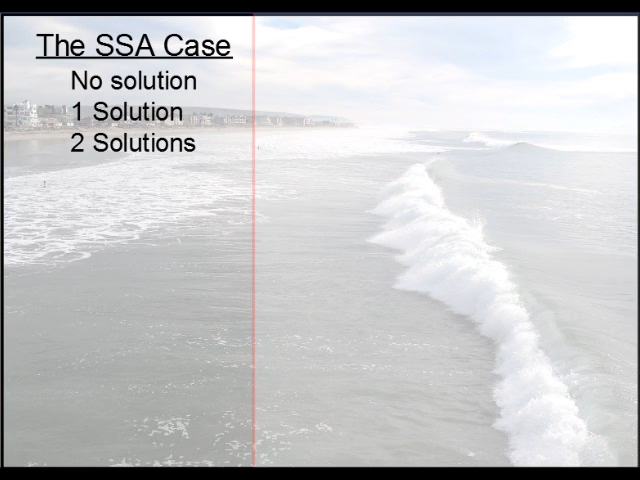 The SSA Case
No solution
1 Solution
2 Solutions